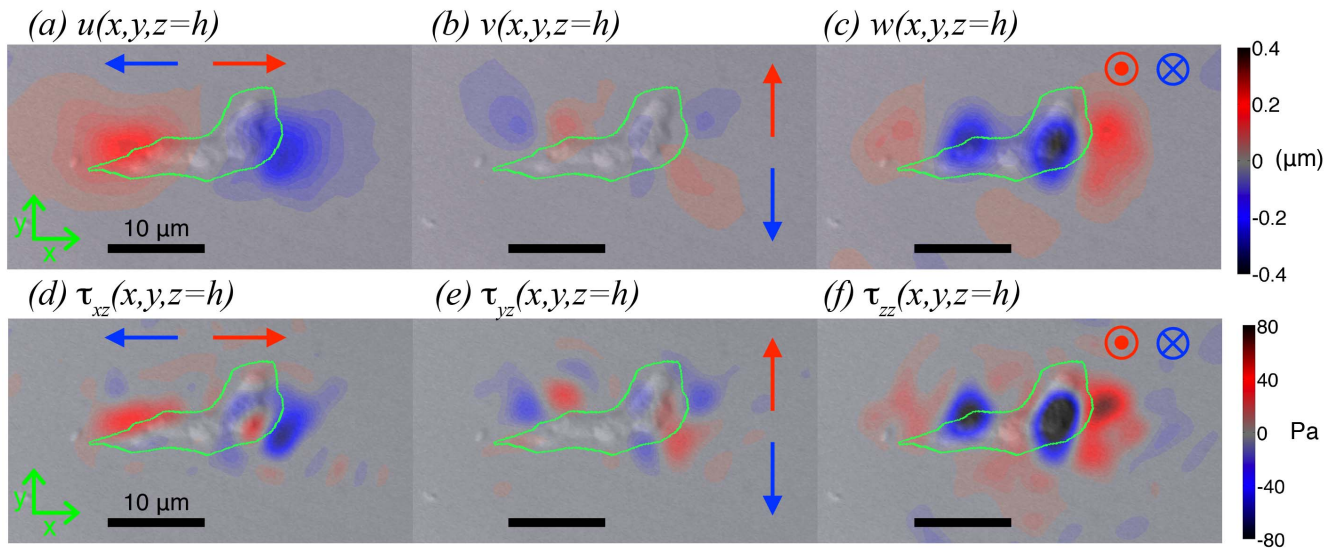 (a) u(x,y,z=h)
(b) v(x,y,z=h)
(c) w(x,y,z=h)
0.4
0.2
0 (μm)
-0.2
-0.4
y
x
10 μm
(d) τxz(x,y,z=h)
(e) τyz(x,y,z=h)
(f) τzz(x,y,z=h)
80
40
0 Pa
-40
-80
y
x
10 μm